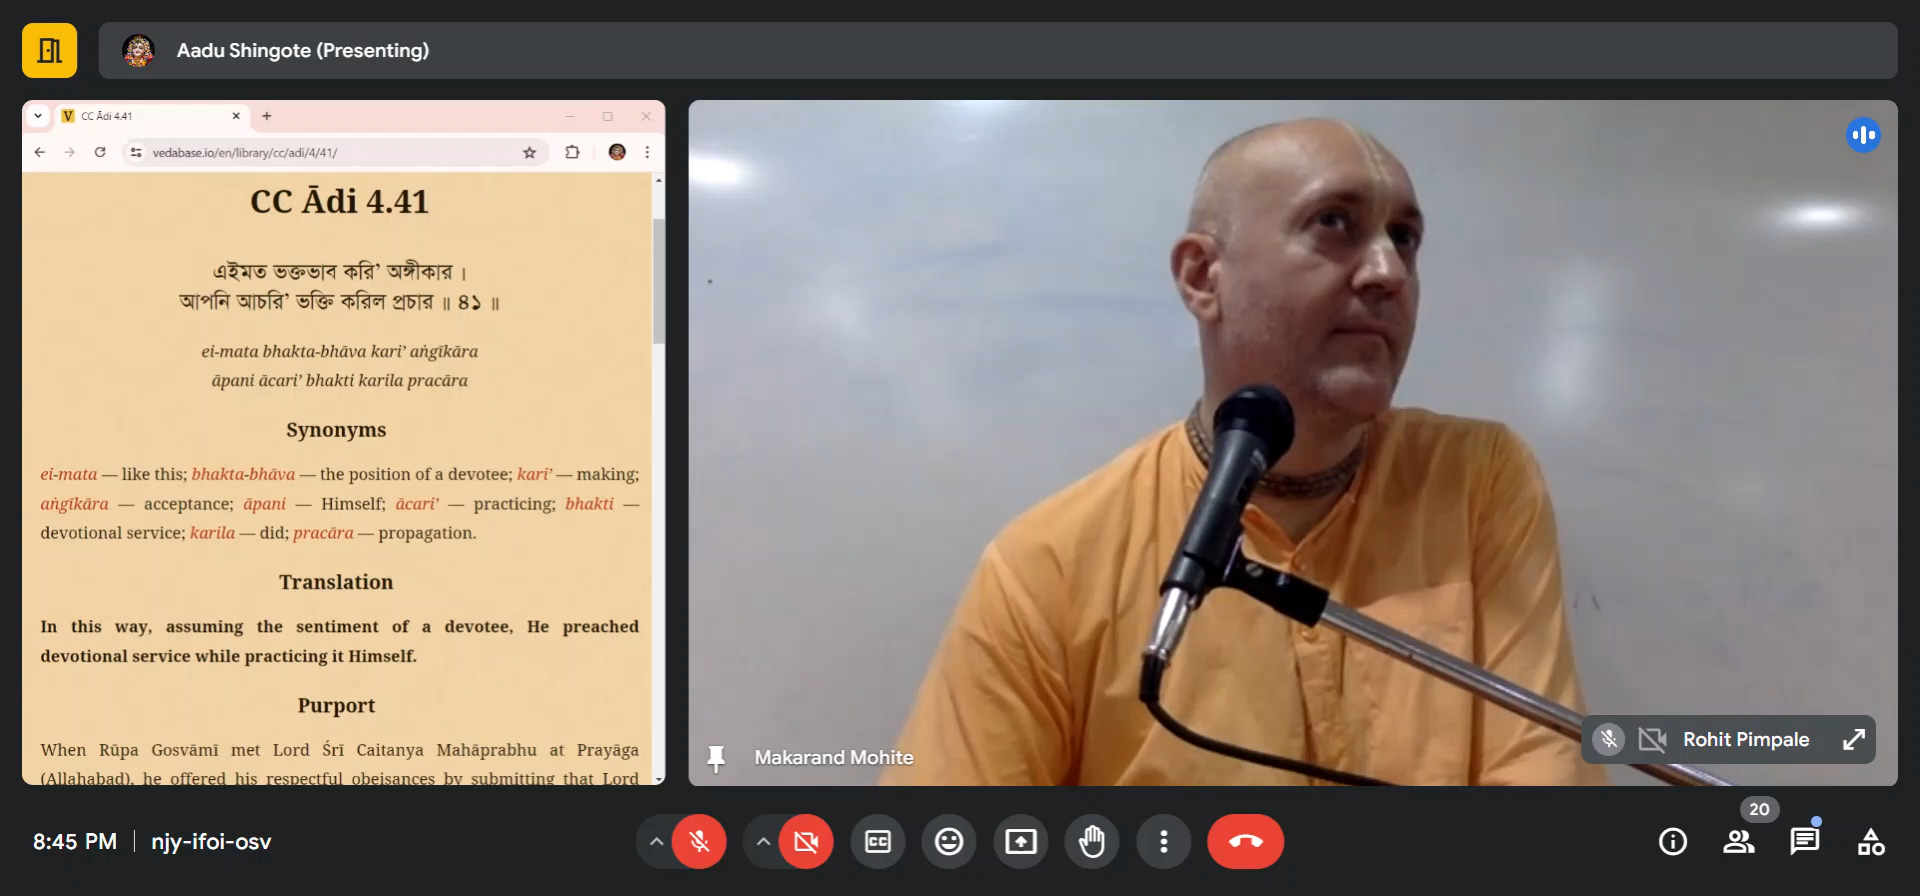 Aadu Shingote (Presenting)
CC Ādi 4.41
vedabase.io/en/library/cc/adi/4/41/
CC Ādi 4.41
এইমত ভক্তভাব করি’ অঙ্গীকার ।
আপনি আচরি’ ভক্তি করিল প্রচার ॥ ৪১ ॥
ei-mata bhakta-bhāva kari’ aṅgīkāra
āpani ācari’ bhakti karila pracāra
Synonyms
ei-mata — like this; bhakta-bhāva — the position of a devotee; kari’ — making;
aṅgīkāra — acceptance; āpani — Himself; ācari’ — practicing; bhakti —
devotional service; karila — did; pracāra — propagation.
Translation
In this way, assuming the sentiment of a devotee, He preached
devotional service while practicing it Himself.
Purport
When Rūpa Gosvāmī met Lord Śrī Caitanya Mahāprabhu at Prayāga
(Allahabad), he offered his respectful obeisances by submitting that Lord
Makarand Mohite
Rohit Pimpale
8:45 PM | njy-ifoi-osv
CC
20